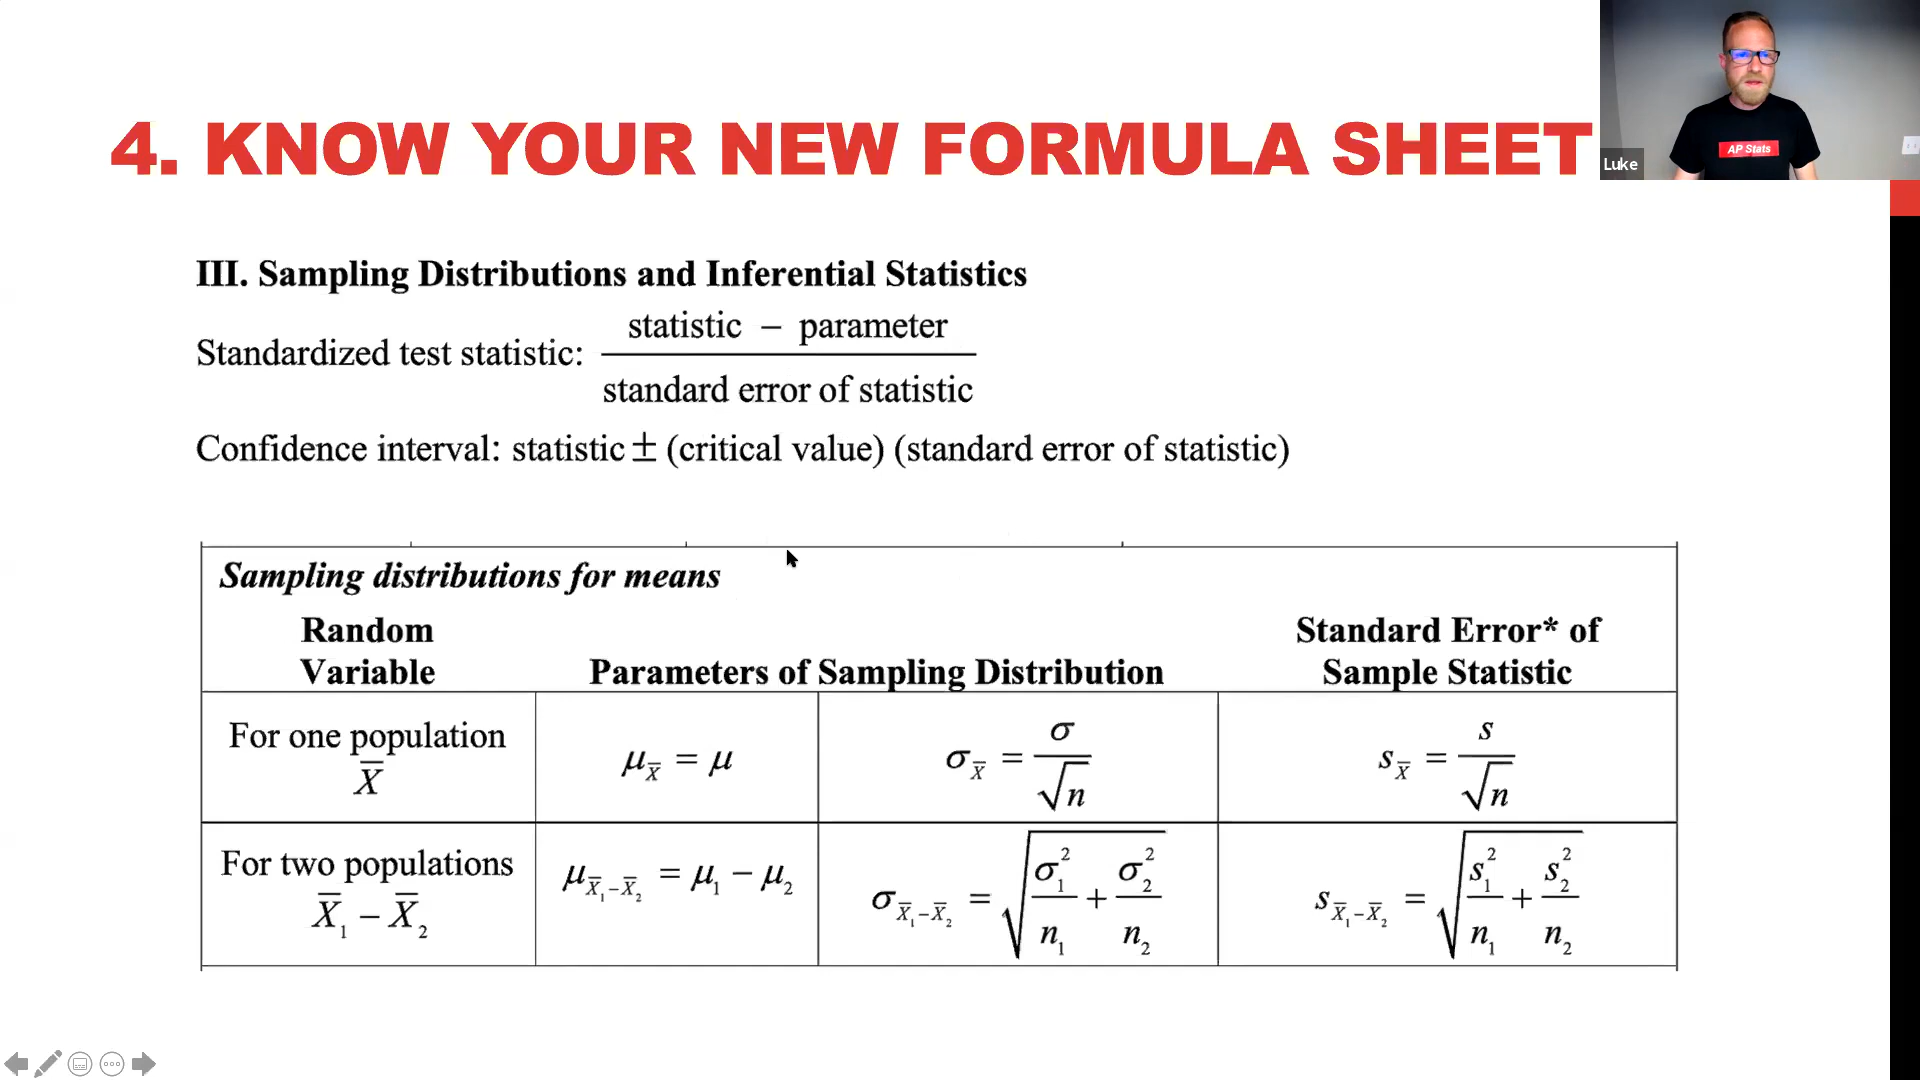 4. KNOW YOUR NEW FORMULA SHEET
AP Stats
Luke
III. Sampling Distributions and Inferential Statistics
Standardized test statistic: statistic − parameter / standard error of statistic
Confidence interval: statistic ± (critical value) (standard error of statistic)
Sampling distributions for means
Random Variable
Parameters of Sampling Distribution
Standard Error* of Sample Statistic
For one population X̅
μ_X̅ = μ
σ_X̅ = σ / √n
s_X̅ = s / √n
For two populations X̅₁ − X̅₂
μ_X̅₁−X̅₂ = μ₁ − μ₂
σ_X̅₁−X̅₂ = √(σ₁²/n₁ + σ₂²/n₂)
s_X̅₁−X̅₂ = √(s₁²/n₁ + s₂²/n₂)